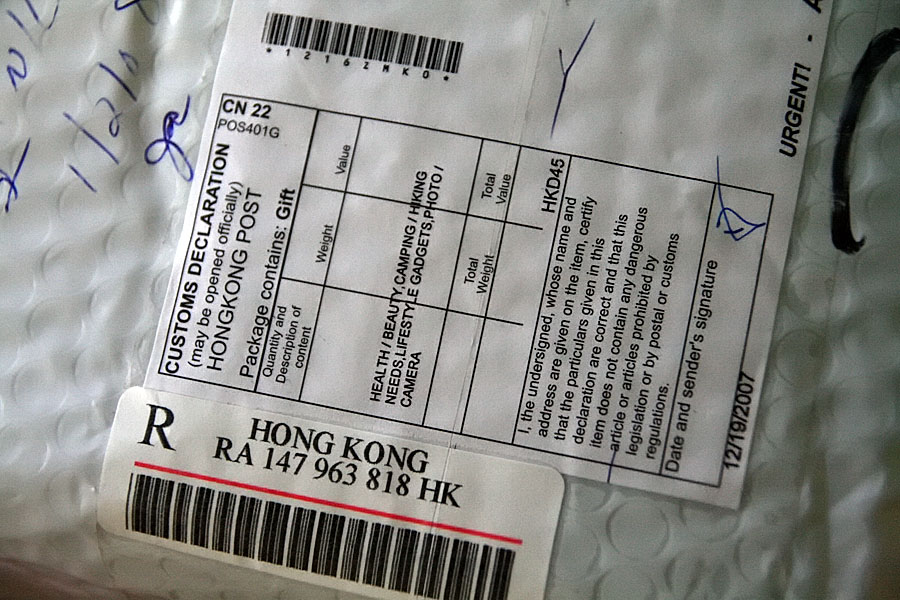 *1216ZMKO*
CN 22
POS401G
CUSTOMS DECLARATION
(may be opened officially)
HONGKONG POST
Package contains: Gift
Quantity and
Description of
content
Weight
Value
HEALTH / BEAUTY,CAMPING / HIKING
NEEDS,LIFESTYLE GADGETS,PHOTO /
CAMERA
Total
Weight
Total
Value
HKD45
I, the undersigned, whose name and
address are given on the item, certify
that the particulars given in this
declaration are correct and that this
item does not contain any dangerous
article or articles prohibited by
legislation or by postal or customs
regulations.
Date and sender's signature
12/19/2007
URGENT! -
R
HONG KONG
RA 147 963 818 HK